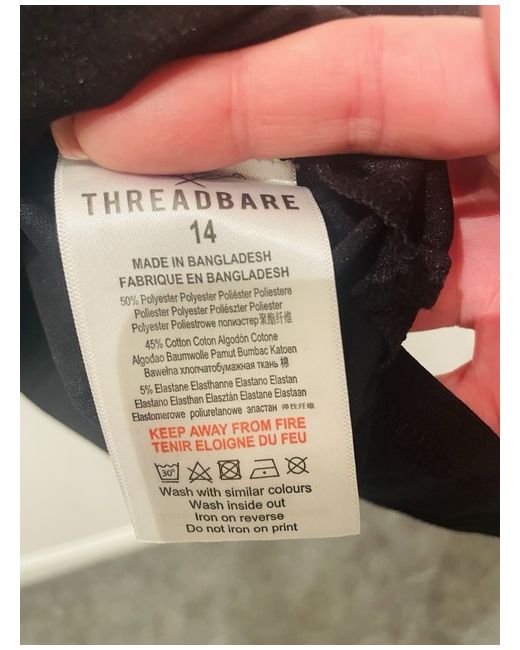 THREADBARE
14
MADE IN BANGLADESH
FABRIQUE EN BANGLADESH
50% Polyester Polyester Poliéster Poliestere
Poliester Polyester Poliészter Poliester
Polyester Poliestrowe полиэстер 聚酯纤维
45% Cotton Coton Algodón Cotone
Algodao Baumwolle Pamut Bumbac Katoen
Bawełna хлопчатобумажная ткань 棉
5% Elastane Elasthanne Elastano Elastan
Elastano Elasthan Elasztán Elastane Elastaan
Elastomerowe poliuretanowe эластан 弹性纤维
KEEP AWAY FROM FIRE
TENIR ELOIGNE DU FEU
30°
Wash with similar colours
Wash inside out
Iron on reverse
Do not iron on print